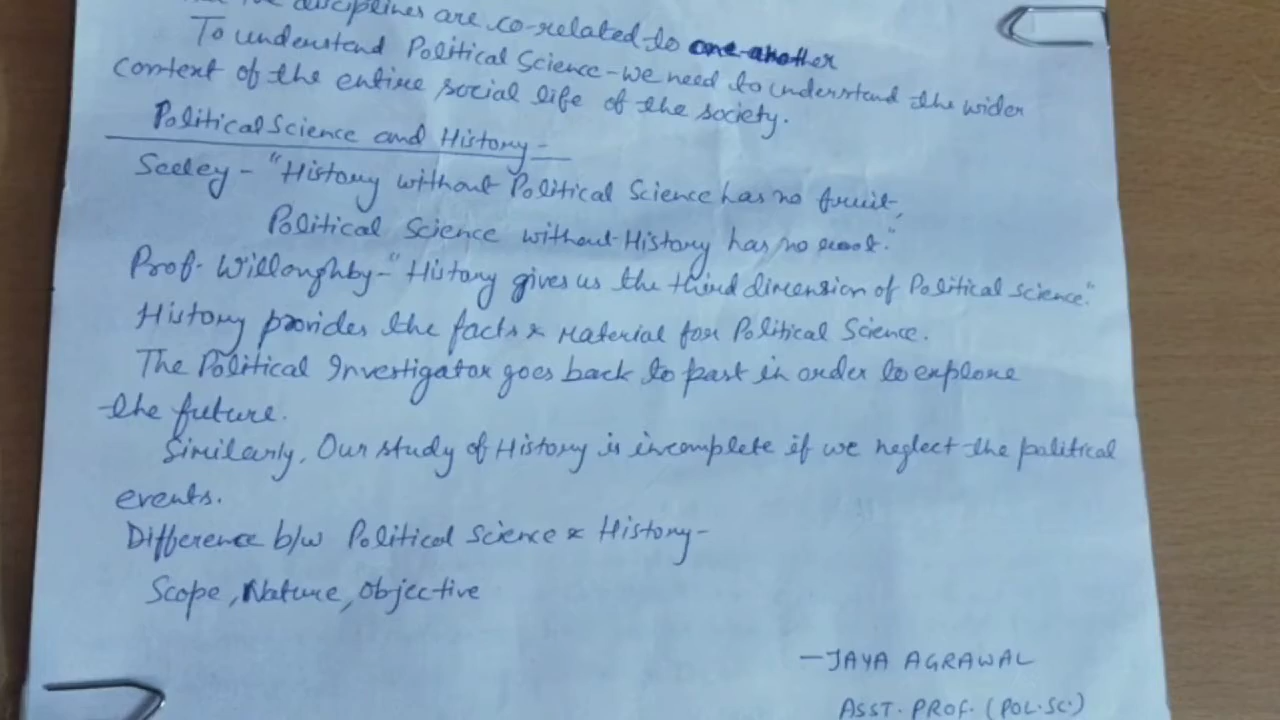 disciplines are co-related to one another
To understand Political Science - we need to understand the wider
context of the entire social life of the society.
Political Science and History -
Seeley - "History without Political Science has no fruit,
Political Science without History has no root."
Prof. Willoughby - "History gives us the third dimension of Political science."
History provides the facts & material for Political Science.
The Political Investigator goes back to past in order to explore
the future.
Similarly, Our study of History is incomplete if we neglect the political
events.
Difference b/w Political Science & History -
Scope, Nature, Objective
- JAYA AGRAWAL
ASST. PROF. (POL.SC.)